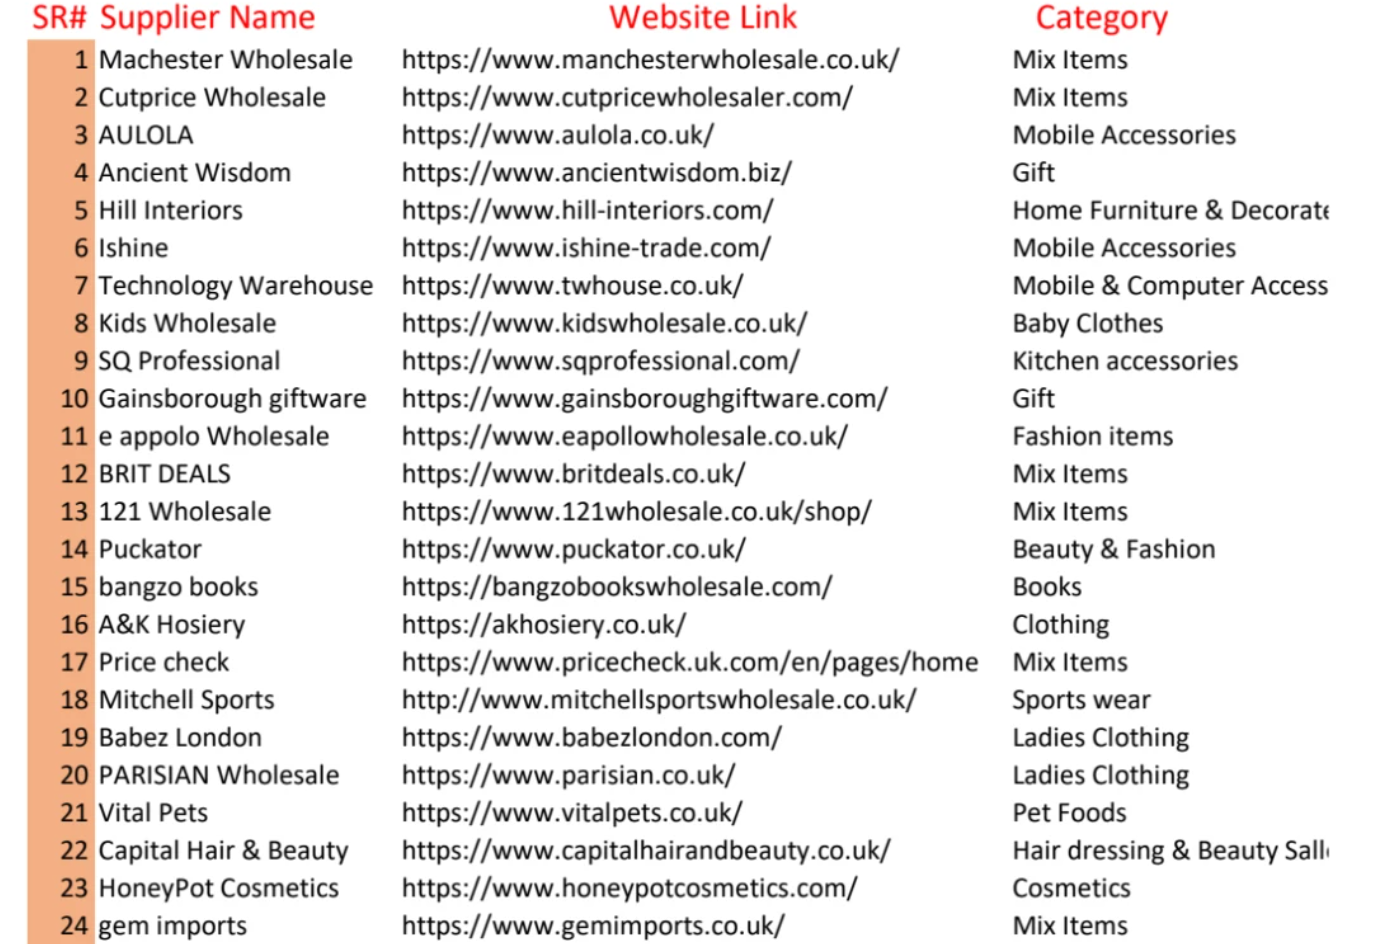 SR# Supplier Name Website Link Category
1 Machester Wholesale https://www.manchesterwholesale.co.uk/ Mix Items
2 Cutprice Wholesale https://www.cutpricewholesaler.com/ Mix Items
3 AULOLA https://www.aulola.co.uk/ Mobile Accessories
4 Ancient Wisdom https://www.ancientwisdom.biz/ Gift
5 Hill Interiors https://www.hill-interiors.com/ Home Furniture & Decorate
6 Ishine https://www.ishine-trade.com/ Mobile Accessories
7 Technology Warehouse https://www.twhouse.co.uk/ Mobile & Computer Access
8 Kids Wholesale https://www.kidswholesale.co.uk/ Baby Clothes
9 SQ Professional https://www.sqprofessional.com/ Kitchen accessories
10 Gainsborough giftware https://www.gainsboroughgiftware.com/ Gift
11 e appolo Wholesale https://www.eapollowholesale.co.uk/ Fashion items
12 BRIT DEALS https://www.britdeals.co.uk/ Mix Items
13 121 Wholesale https://www.121wholesale.co.uk/shop/ Mix Items
14 Puckator https://www.puckator.co.uk/ Beauty & Fashion
15 bangzo books https://bangzobookswholesale.com/ Books
16 A&K Hosiery https://akhosiery.co.uk/ Clothing
17 Price check https://www.pricecheck.uk.com/en/pages/home Mix Items
18 Mitchell Sports http://www.mitchellsportswholesale.co.uk/ Sports wear
19 Babez London https://www.babezlondon.com/ Ladies Clothing
20 PARISIAN Wholesale https://www.parisian.co.uk/ Ladies Clothing
21 Vital Pets https://www.vitalpets.co.uk/ Pet Foods
22 Capital Hair & Beauty https://www.capitalhairandbeauty.co.uk/ Hair dressing & Beauty Sall
23 HoneyPot Cosmetics https://www.honeypotcosmetics.com/ Cosmetics
24 gem imports https://www.gemimports.co.uk/ Mix Items